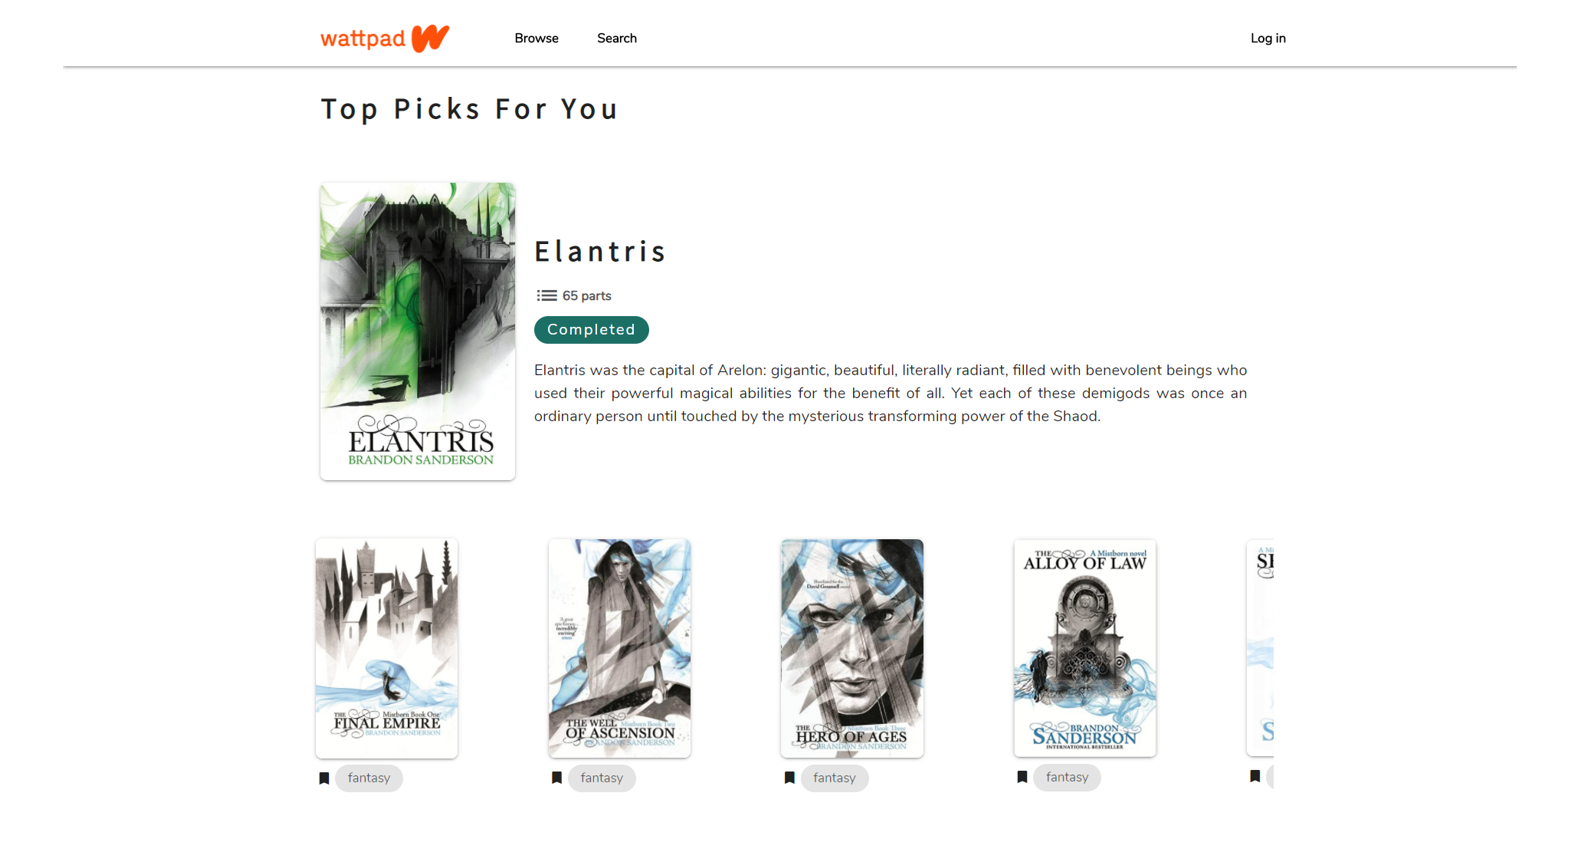 wattpad
Browse
Search
Log in
Top Picks For You
Elantris
65 parts
Completed
Elantris was the capital of Arelon: gigantic, beautiful, literally radiant, filled with benevolent beings who
used their powerful magical abilities for the benefit of all. Yet each of these demigods was once an
ordinary person until touched by the mysterious transforming power of the Shaod.
ELANTRIS
BRANDON SANDERSON
Mistborn Book One
THE FINAL EMPIRE
BRANDON SANDERSON
fantasy
THE WELL Mistborn Book Two
OF ASCENSION
BRANDON SANDERSON
fantasy
David Gemmell
THE Mistborn Book Three
HERO OF AGES
BRANDON SANDERSON
fantasy
THE A Mistborn novel
ALLOY OF LAW
BRANDON
SANDERSON
INTERNATIONAL BESTSELLER
fantasy